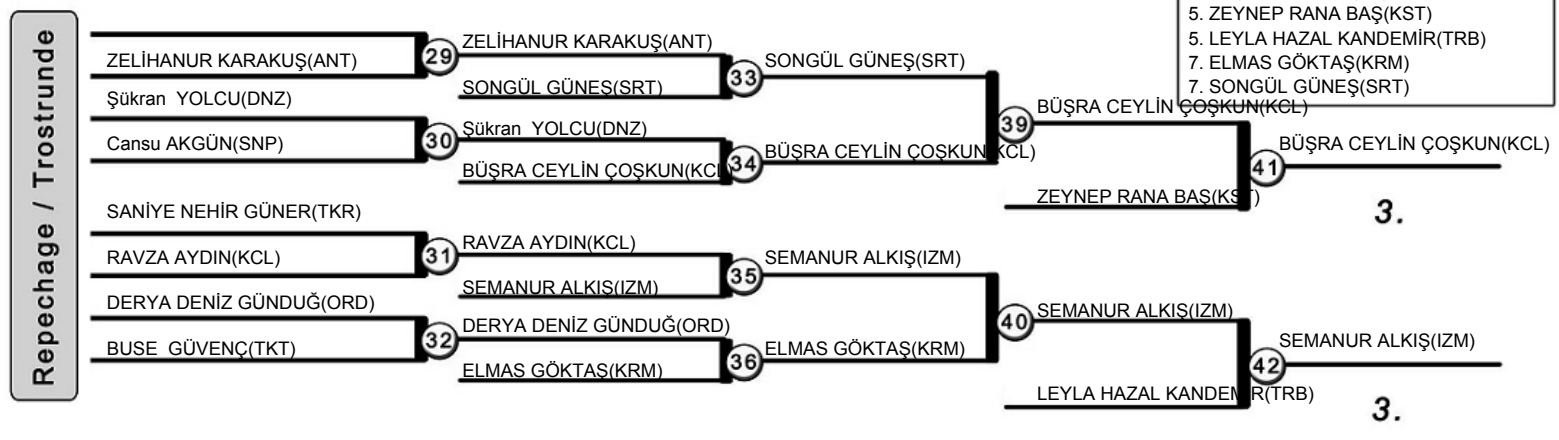 Repechage / Trostrunde
5. ZEYNEP RANA BAŞ(KST)
5. LEYLA HAZAL KANDEMİR(TRB)
7. ELMAS GÖKTAŞ(KRM)
7. SONGÜL GÜNEŞ(SRT)
ZELİHANUR KARAKUŞ(ANT)
Şükran YOLCU(DNZ)
Cansu AKGÜN(SNP)
SANİYE NEHİR GÜNER(TKR)
RAVZA AYDIN(KCL)
DERYA DENİZ GÜNDUĞ(ORD)
BUSE GÜVENÇ(TKT)
29
30
31
32
ZELİHANUR KARAKUŞ(ANT)
SONGÜL GÜNEŞ(SRT)
Şükran YOLCU(DNZ)
BÜŞRA CEYLİN ÇOŞKUN(KCL)
RAVZA AYDIN(KCL)
SEMANUR ALKIŞ(IZM)
DERYA DENİZ GÜNDUĞ(ORD)
ELMAS GÖKTAŞ(KRM)
33
34
35
36
SONGÜL GÜNEŞ(SRT)
BÜŞRA CEYLİN ÇOŞKUN(KCL)
SEMANUR ALKIŞ(IZM)
ELMAS GÖKTAŞ(KRM)
39
40
BÜŞRA CEYLİN ÇOŞKUN(KCL)
ZEYNEP RANA BAŞ(KST)
SEMANUR ALKIŞ(IZM)
LEYLA HAZAL KANDEMİR(TRB)
41
42
BÜŞRA CEYLİN ÇOŞKUN(KCL)
3.
SEMANUR ALKIŞ(IZM)
3.